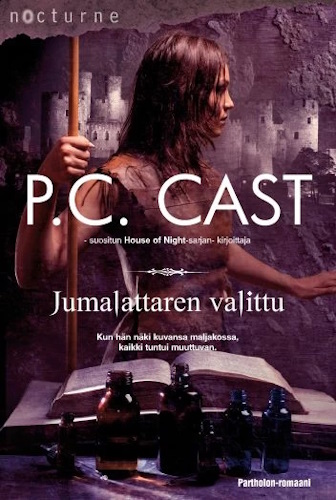 nocturne
P.C. CAST
- suositun House of Night-sarjan- kirjoittaja
Jumalattaren valittu
Kun hän näki kuvansa maljakossa,
kaikki tuntui muuttuvan.
Partholon-romaani